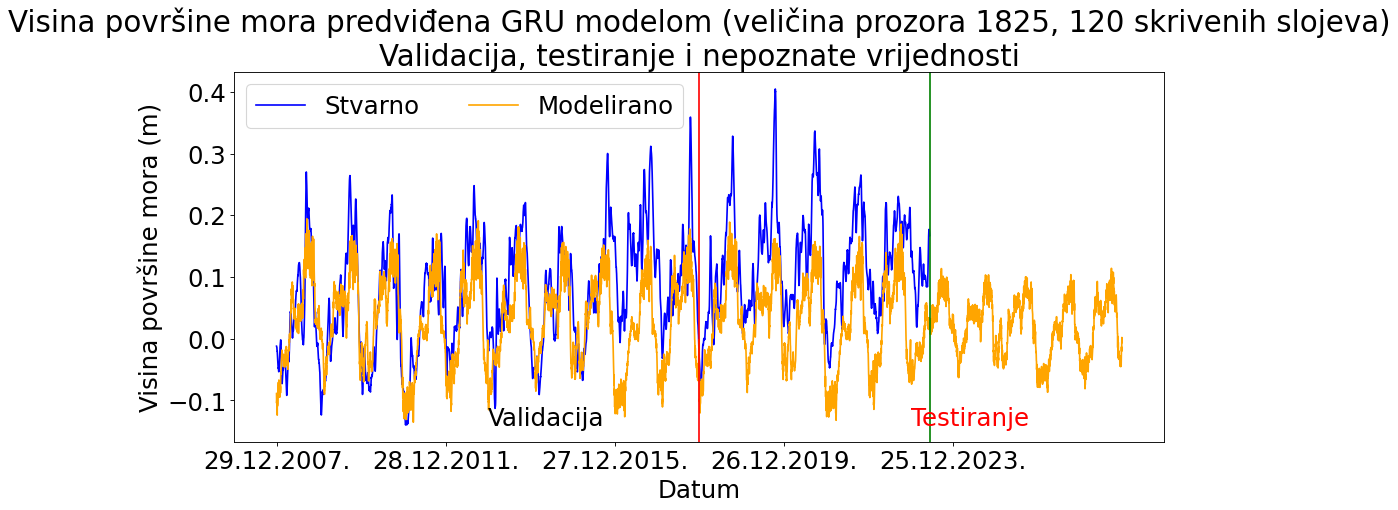 Visina površine mora predviđena GRU modelom (veličina prozora 1825, 120 skrivenih slojeva)
Validacija, testiranje i nepoznate vrijednosti
Stvarno
Modelirano
Visina površine mora (m)
0.4
0.3
0.2
0.1
0.0
−0.1
Validacija
Testiranje
29.12.2007.
28.12.2011.
27.12.2015.
26.12.2019.
25.12.2023.
Datum